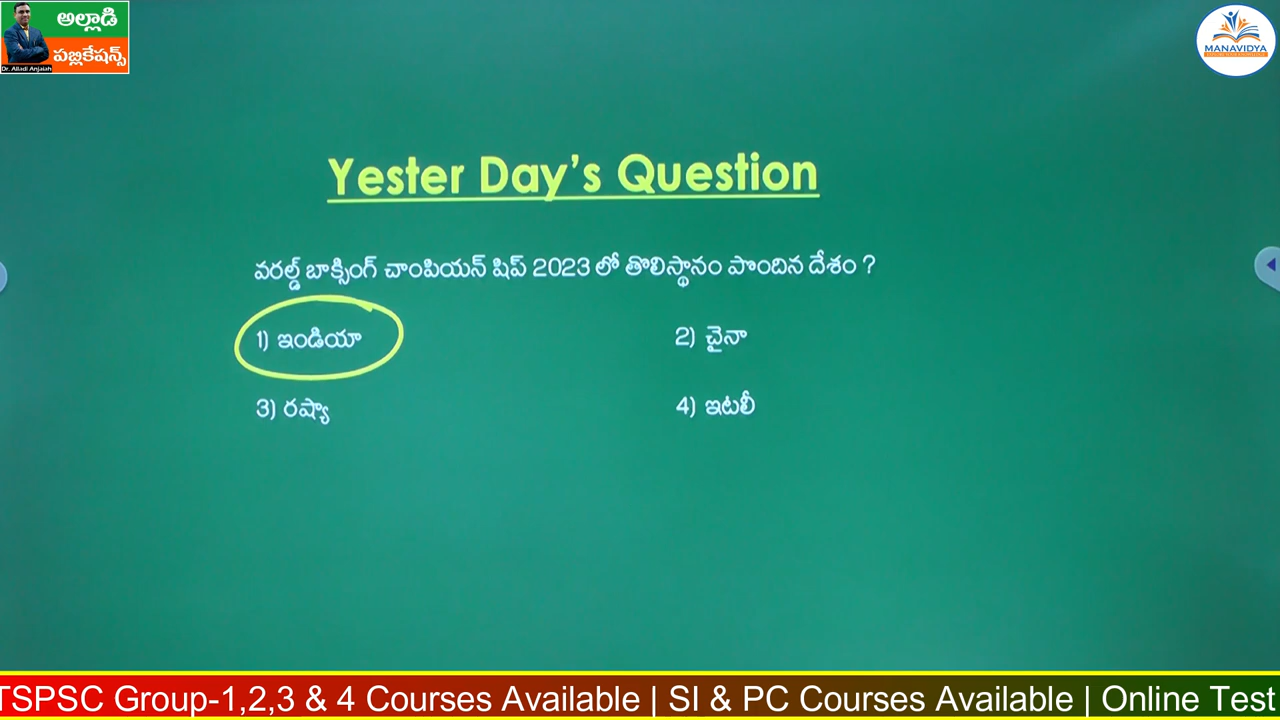 అల్లాడి
పబ్లికేషన్స్
Dr. Alladi Anjaiah
MANAVIDYA
Yester Day's Question
వరల్డ్ బాక్సింగ్ చాంపియన్ షిప్ 2023 లో తొలిస్థానం పొందిన దేశం ?
1) ఇండియా
2) చైనా
3) రష్యా
4) ఇటలీ
TSPSC Group-1,2,3 & 4 Courses Available | SI & PC Courses Available | Online Test